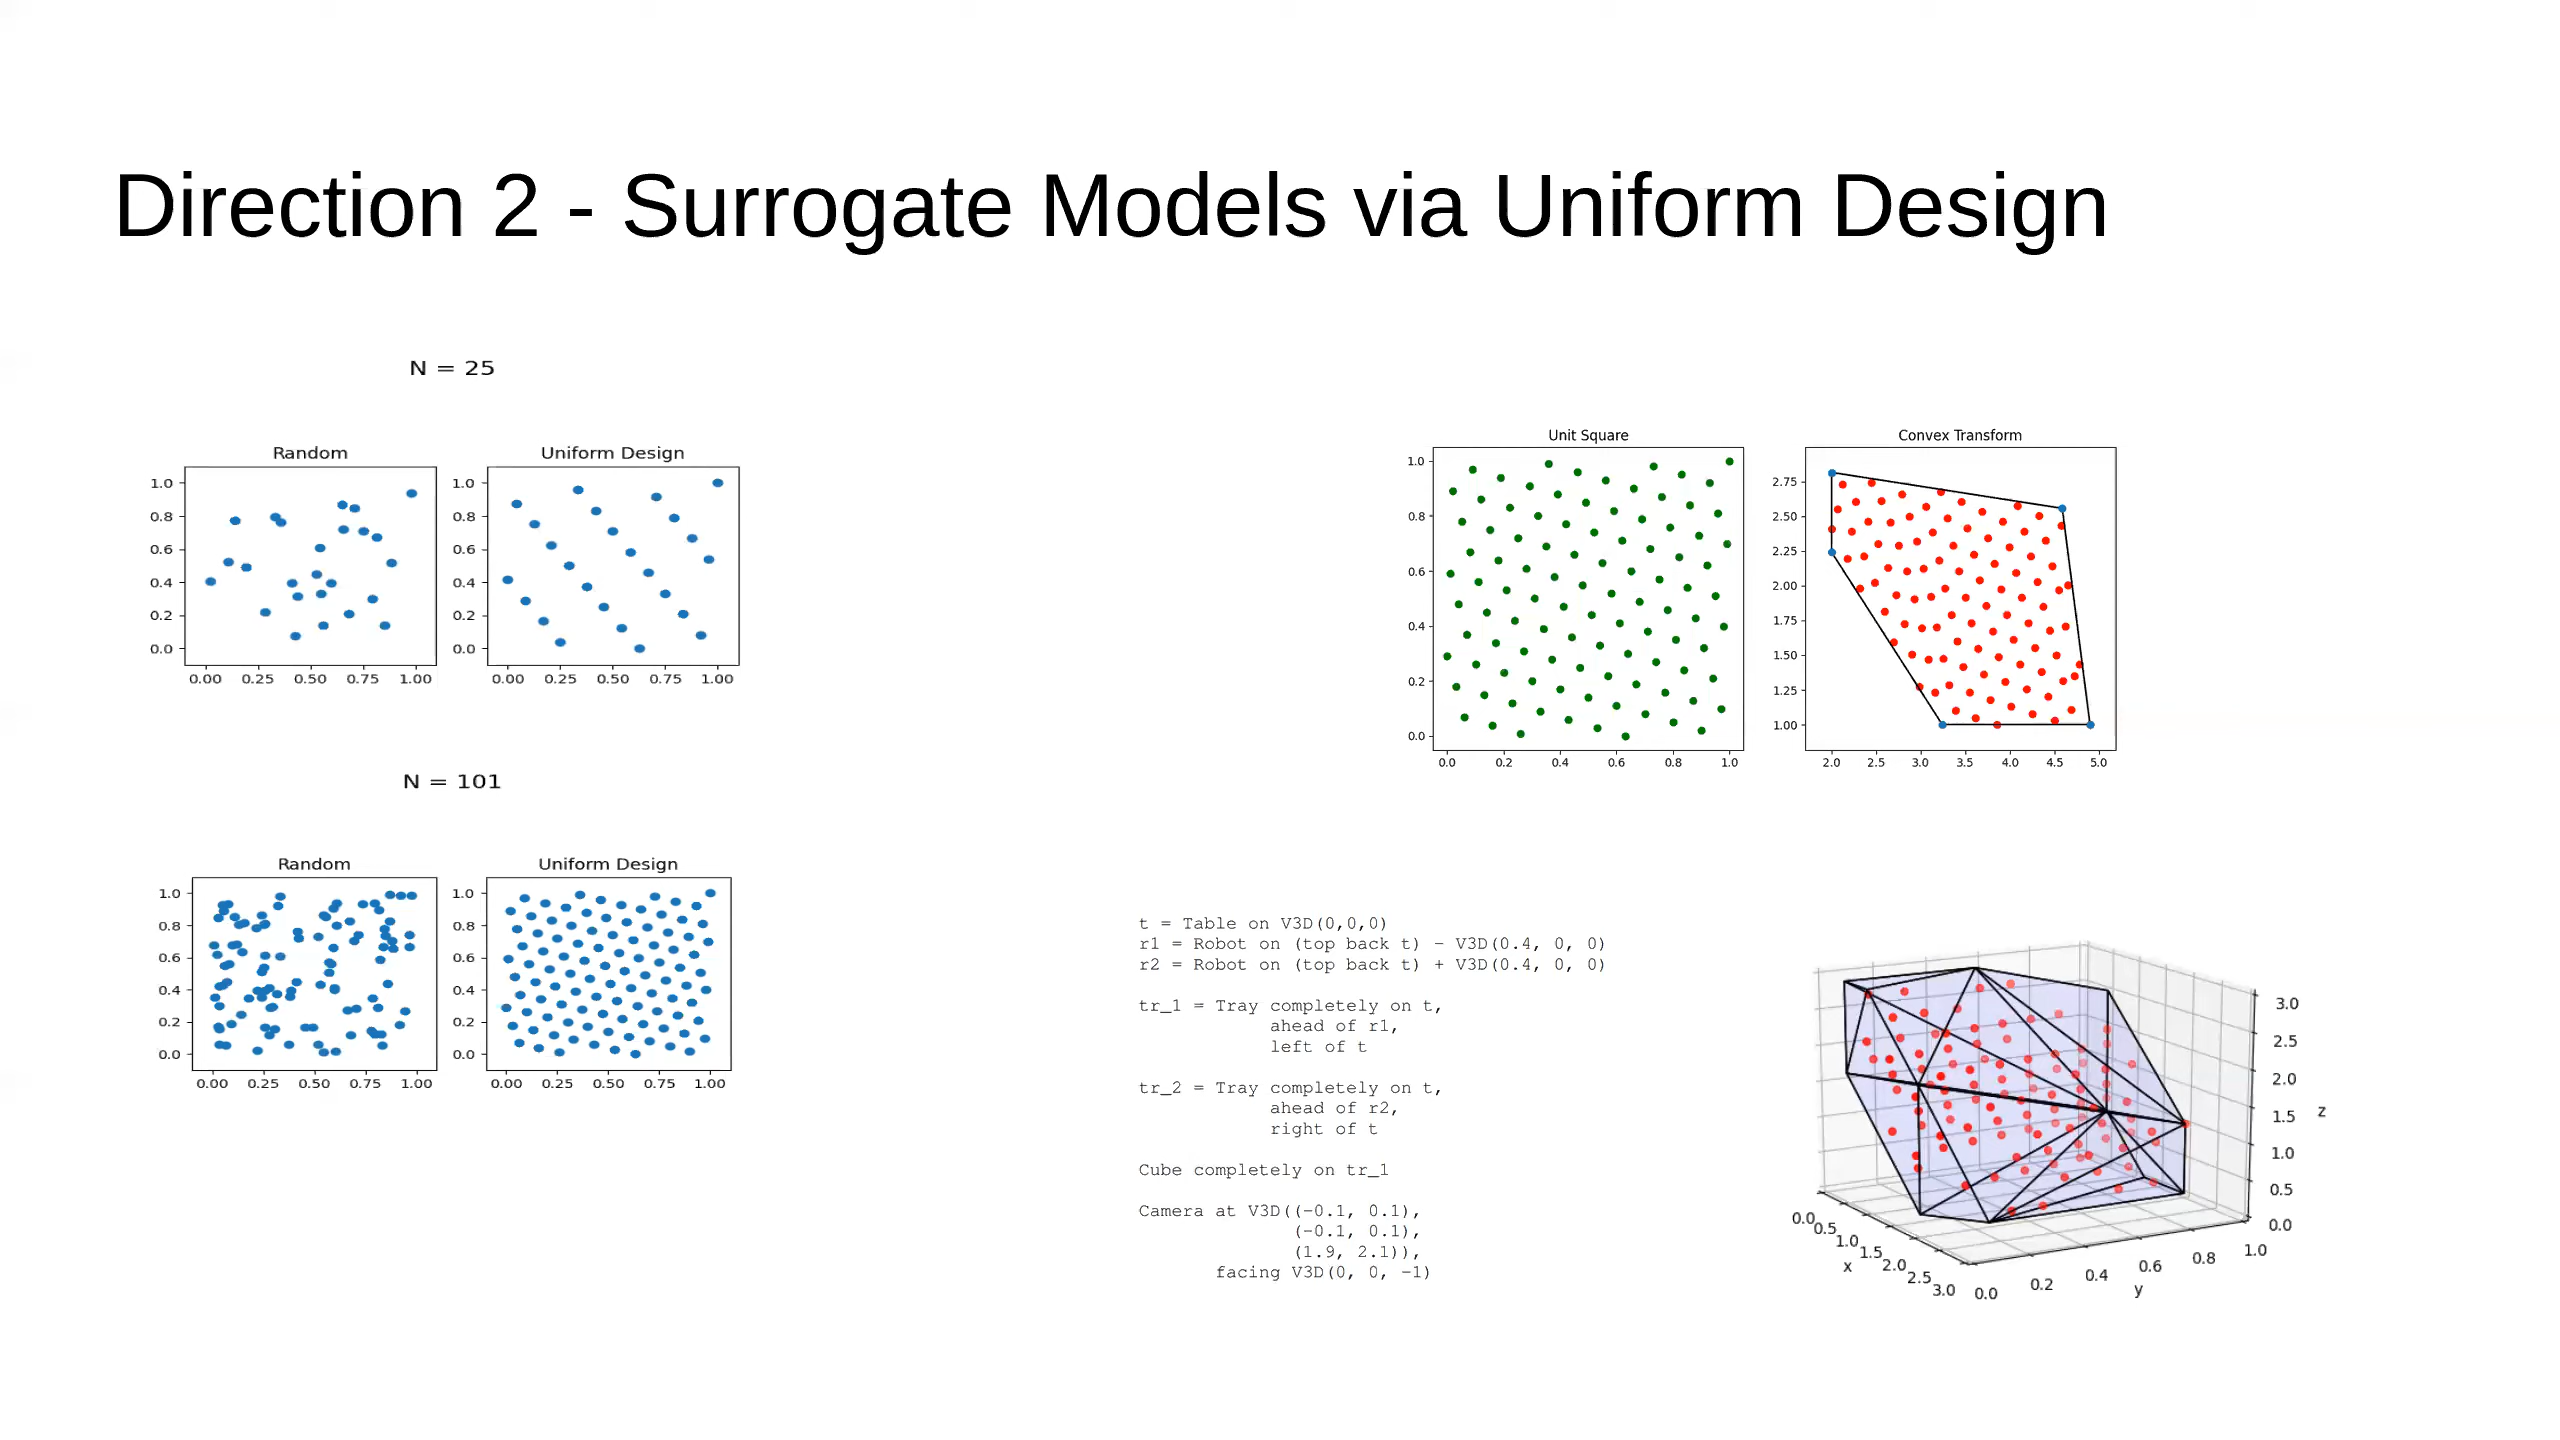 Direction 2 - Surrogate Models via Uniform Design
N = 25
Random
1.0
0.8
0.6
0.4
0.2
0.0
0.00 0.25 0.50 0.75 1.00
Uniform Design
1.0
0.8
0.6
0.4
0.2
0.0
0.00 0.25 0.50 0.75 1.00
N = 101
Random
1.0
0.8
0.6
0.4
0.2
0.0
0.00 0.25 0.50 0.75 1.00
Uniform Design
1.0
0.8
0.6
0.4
0.2
0.0
0.00 0.25 0.50 0.75 1.00
Unit Square
1.0
0.8
0.6
0.4
0.2
0.0
0.0 0.2 0.4 0.6 0.8 1.0
Convex Transform
2.75
2.50
2.25
2.00
1.75
1.50
1.25
1.00
2.0 2.5 3.0 3.5 4.0 4.5 5.0
t = Table on V3D(0,0,0)
r1 = Robot on (top back t) - V3D(0.4, 0, 0)
r2 = Robot on (top back t) + V3D(0.4, 0, 0)
tr_1 = Tray completely on t,
ahead of r1,
left of t
tr_2 = Tray completely on t,
ahead of r2,
right of t
Cube completely on tr_1
Camera at V3D((-0.1, 0.1),
(-0.1, 0.1),
(1.9, 2.1)),
facing V3D(0, 0, -1)
3.0
2.5
2.0
1.5
1.0
0.5
0.0
z
0.0 0.5 1.0 1.5 2.0 2.5 3.0
x
0.0 0.2 0.4 0.6 0.8 1.0
y